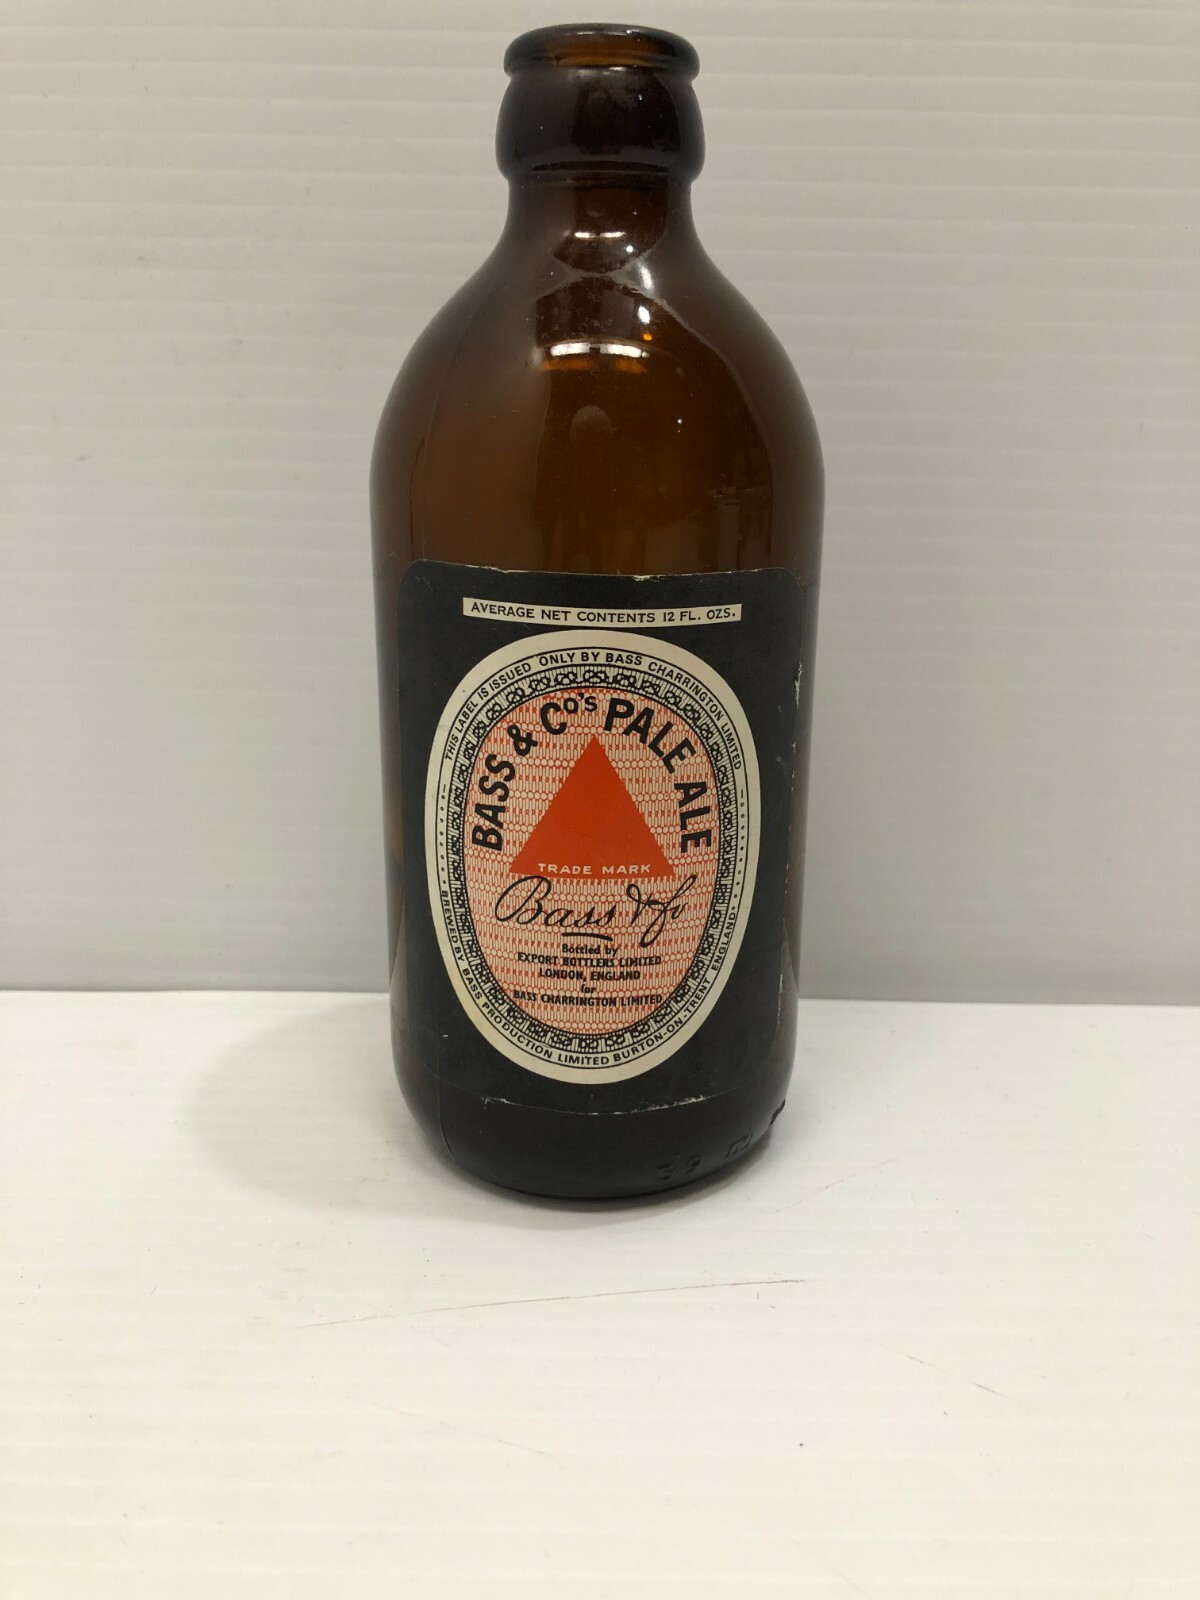 AVERAGE NET CONTENTS 12 FL. OZS.
THIS LABEL IS ISSUED ONLY BY BASS CHARRINGTON LIMITED
BASS & Co's PALE ALE
TRADE MARK
Bass & Co
Bottled by
EXPORT BOTTLERS LIMITED
LONDON, ENGLAND
for
BASS CHARRINGTON LIMITED
BREWED BY BASS PRODUCTION LIMITED BURTON-ON-TRENT ENGLAND